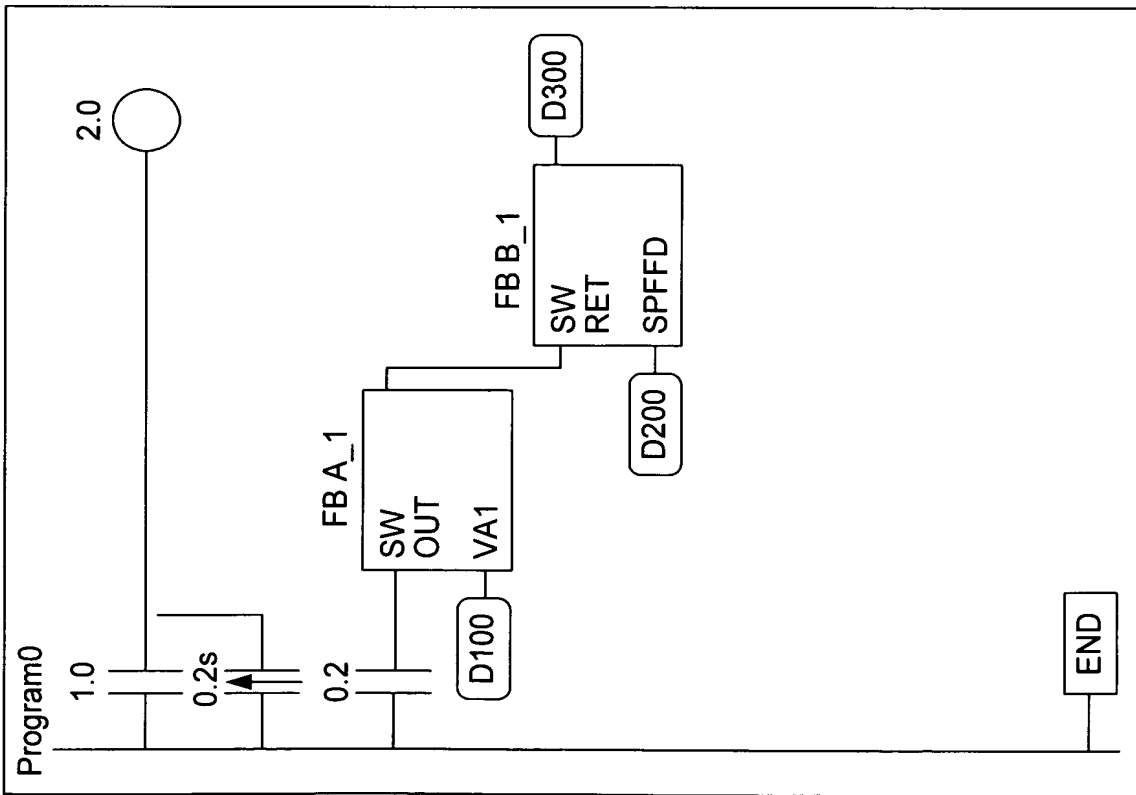 Program0
1.0
2.0
0.2s
0.2
FB A_1
SW
OUT
VA1
D100
FB B_1
SW
RET
SPFFD
D200
D300
END